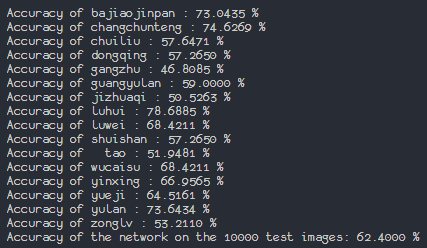 Accuracy of bajiaojinpan : 73.0435 %
Accuracy of changchunteng : 74.6269 %
Accuracy of chuiliu : 57.6471 %
Accuracy of dongqing : 57.2650 %
Accuracy of gangzhu : 46.8085 %
Accuracy of guangyulan : 59.0000 %
Accuracy of jizhuaqi : 50.5263 %
Accuracy of luhui : 78.6885 %
Accuracy of luwei : 68.4211 %
Accuracy of shuishan : 57.2650 %
Accuracy of   tao : 51.9481 %
Accuracy of wucaisu : 68.4211 %
Accuracy of yinxing : 66.9565 %
Accuracy of yueji : 64.5161 %
Accuracy of yulan : 73.6434 %
Accuracy of zonglv : 53.2110 %
Accuracy of the network on the 10000 test images: 62.4000 %